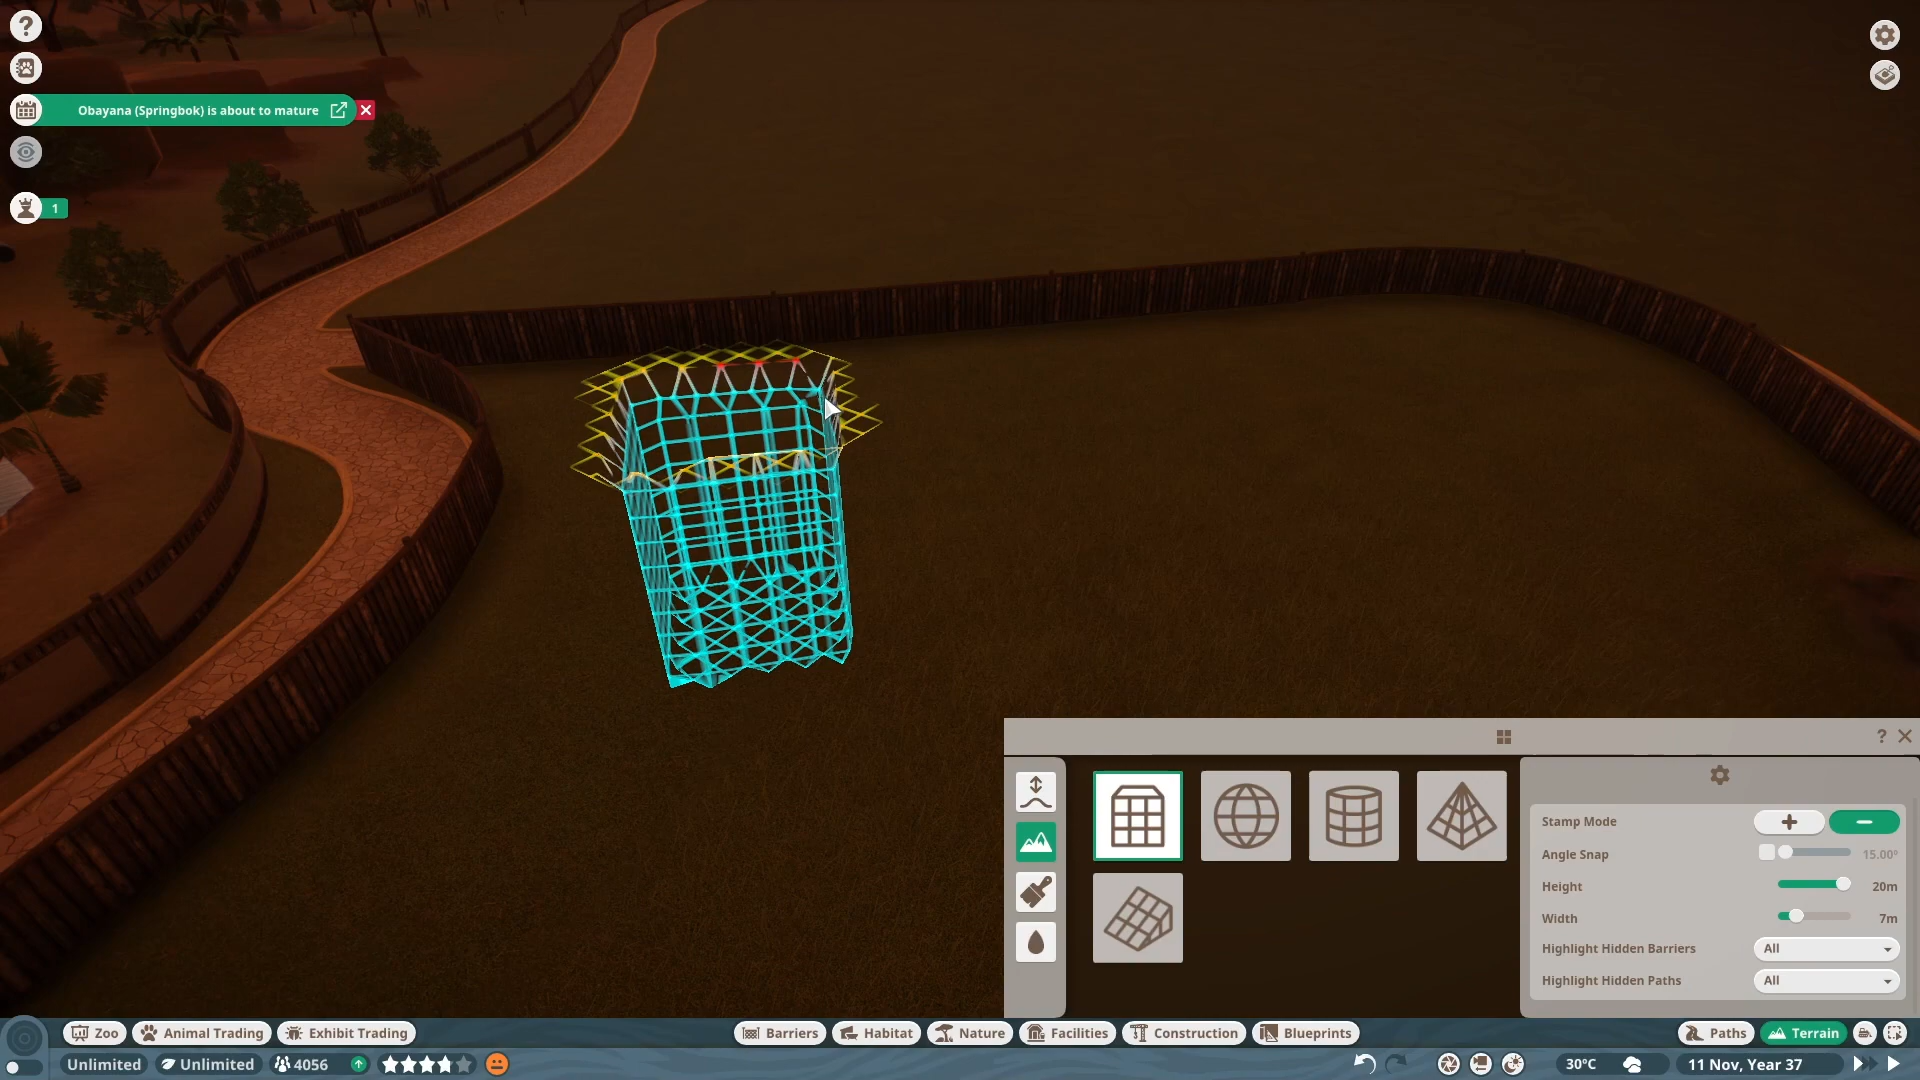 ?
Obayana (Springbok) is about to mature
1
?
Stamp Mode
Angle Snap 15.00°
Height 20m
Width 7m
Highlight Hidden Barriers All
Highlight Hidden Paths All
Zoo Animal Trading Exhibit Trading Barriers Habitat Nature Facilities Construction Blueprints Paths Terrain
Unlimited Unlimited 4056 30°C 11 Nov, Year 37